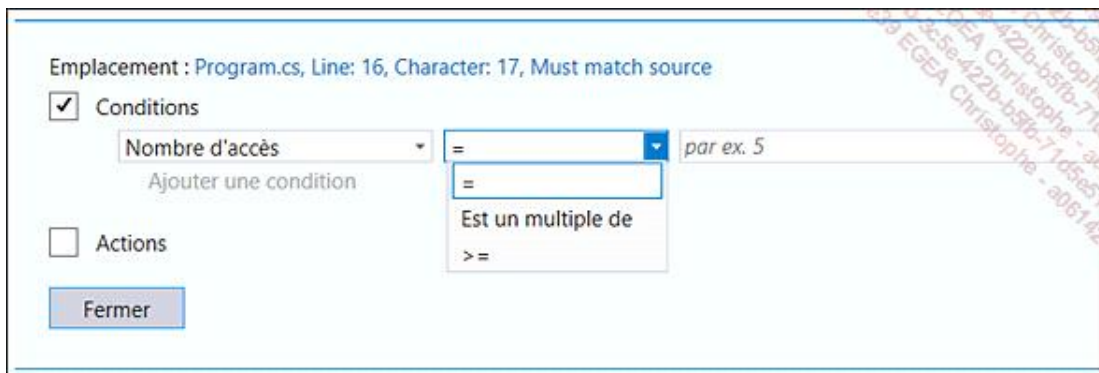 Emplacement : Program.cs, Line: 16, Character: 17, Must match source
Conditions
Nombre d'accès = par ex. 5
Ajouter une condition
=
Est un multiple de
>=
Actions
Fermer